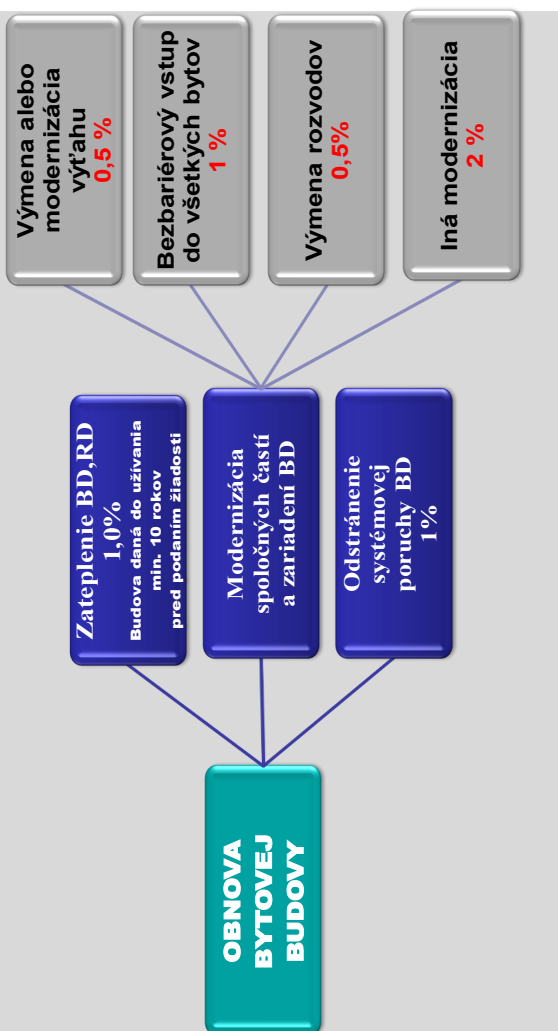 OBNOVA
BYTOVEJ
BUDOVY
Zateplenie BD,RD
1,0%
Budova daná do užívania
min. 10 rokov
pred podaním žiadosti
Modernizácia
spoločných častí
a zariadení BD
Odstránenie
systémovej
poruchy BD
1%
Výmena alebo
modernizácia
výťahu
0,5 %
Bezbariérový vstup
do všetkých bytov
1 %
Výmena rozvodov
0,5%
Iná modernizácia
2 %